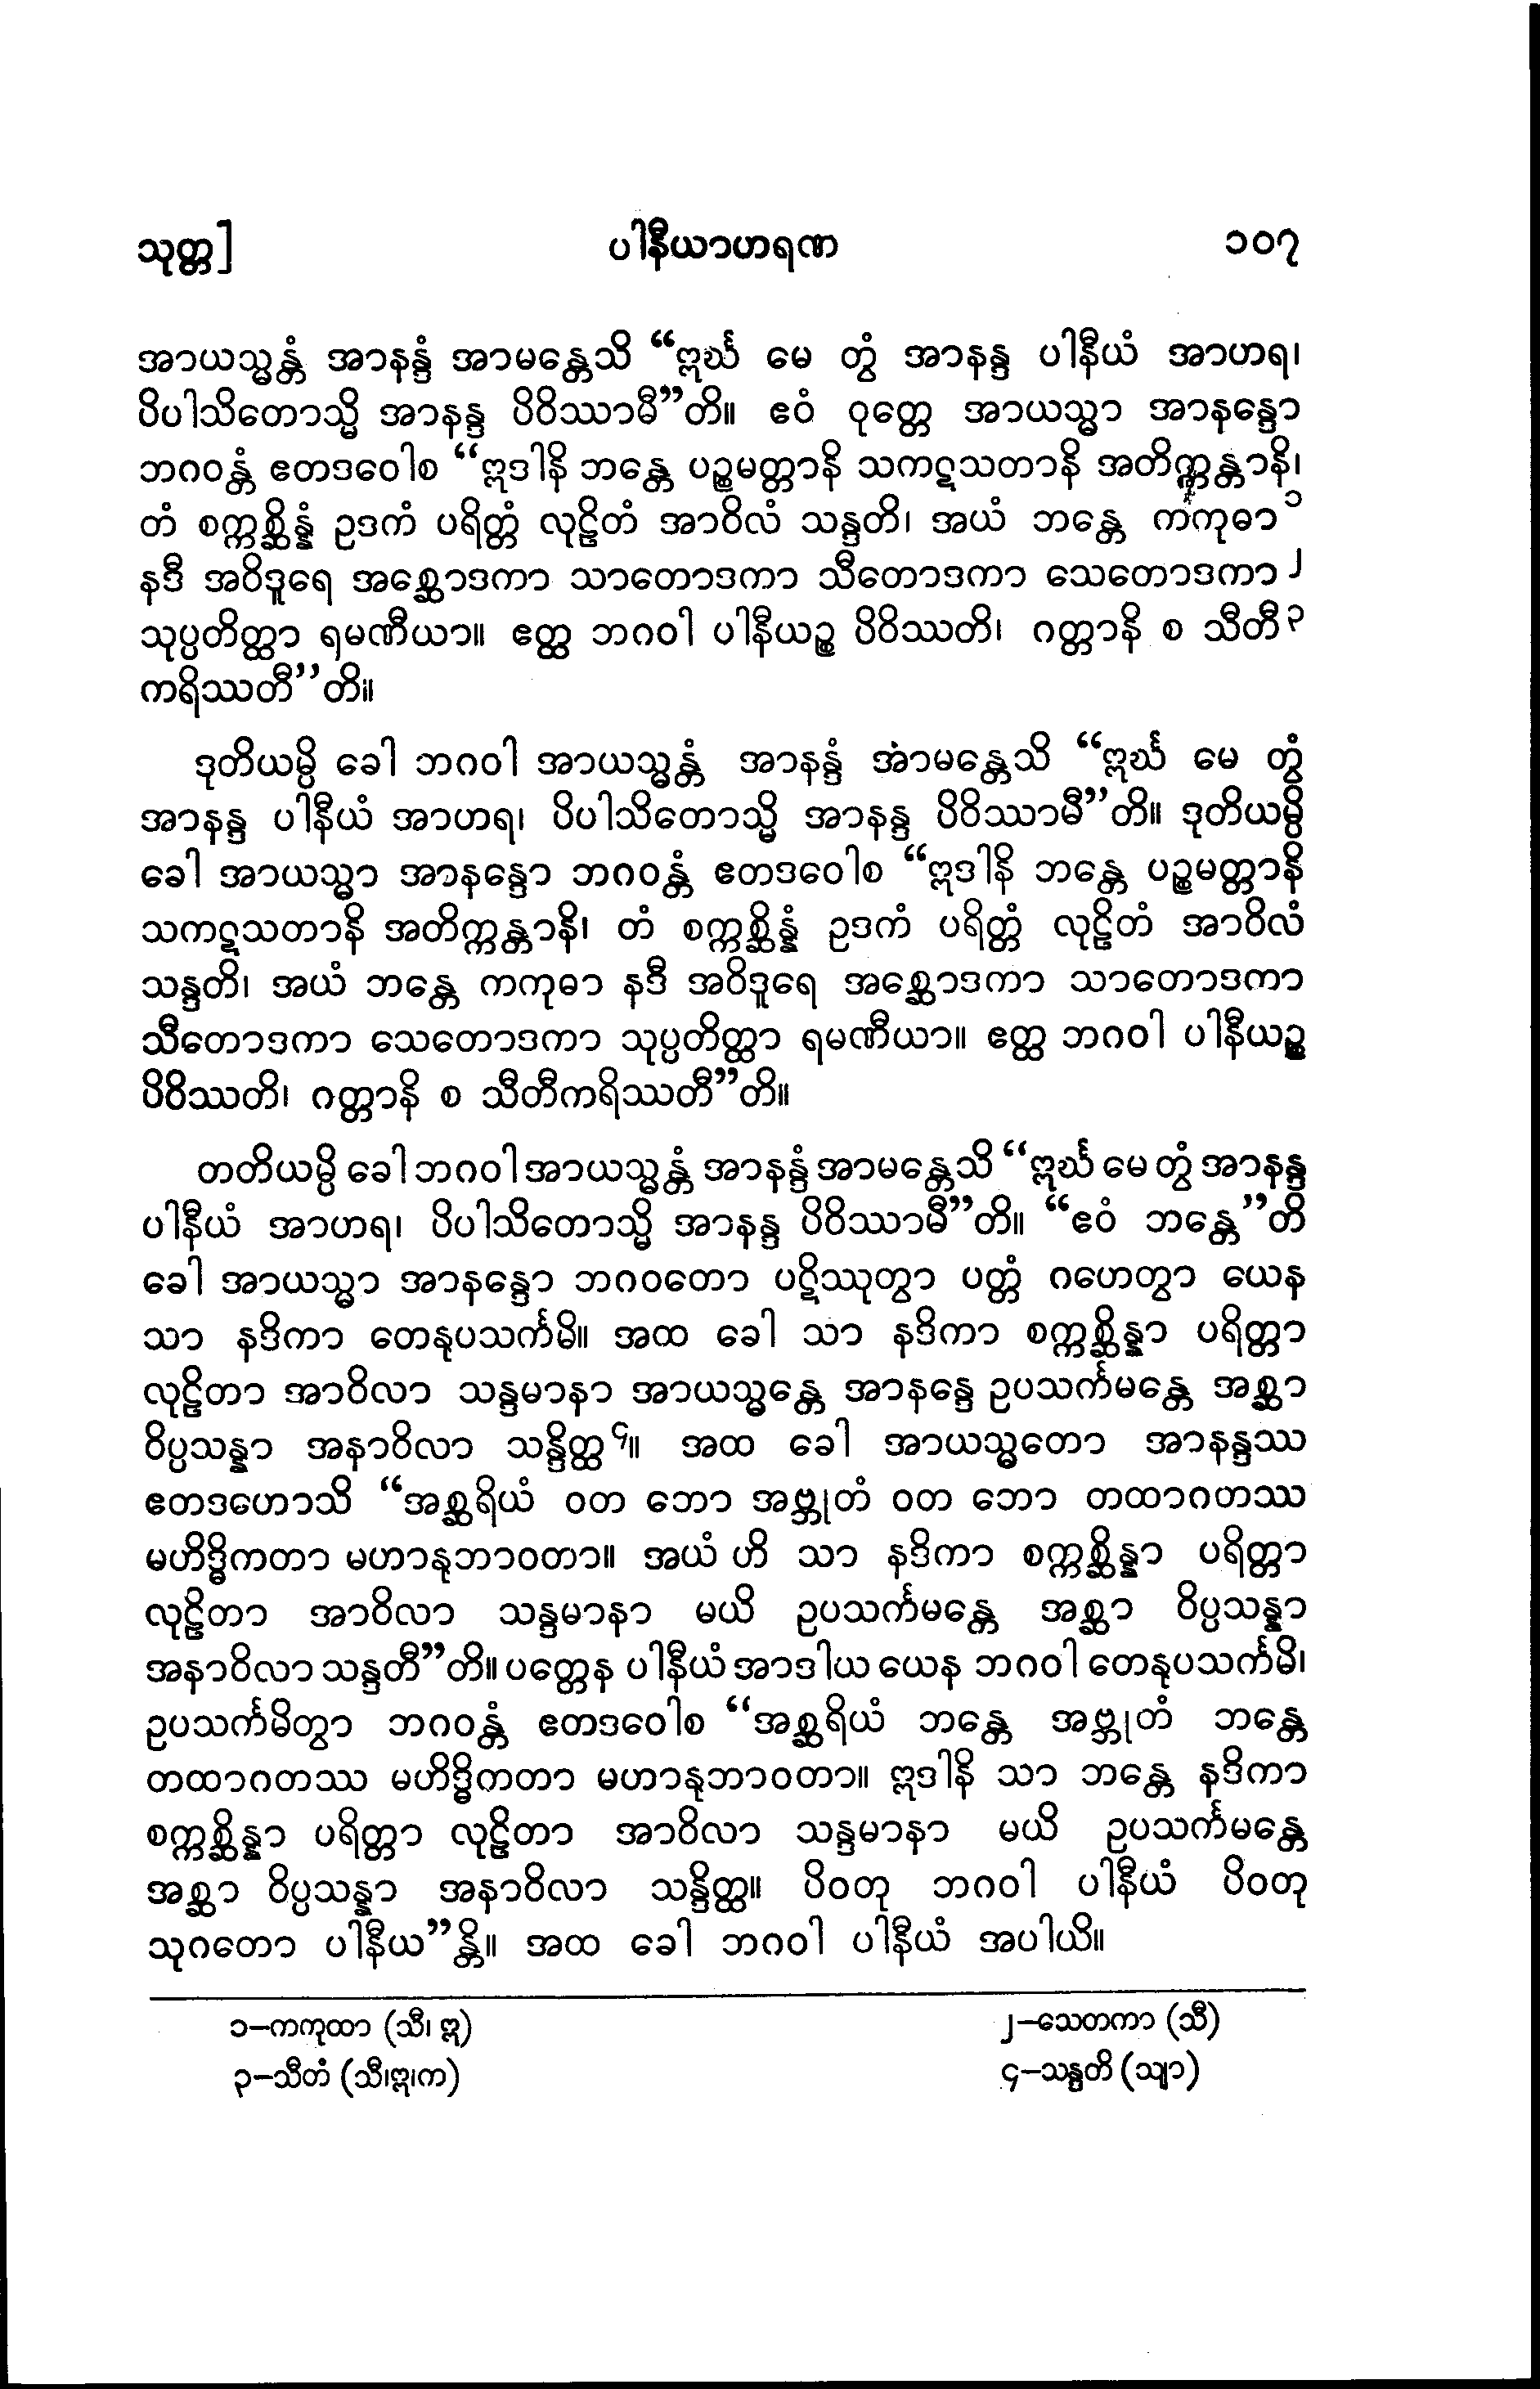 သုတ္တ] ပါနီယာဟရဏ ၁၀၇
အာယသ္မန္တံ အာနန္ဒံ အာမန္တေသိ “ဣင်္ဃ မေ တွံ အာနန္ဒ ပါနီယံ အာဟရ၊
ပိပါသိတောသ္မိ အာနန္ဒ ပိဝိဿာမီ”တိ။ ဧဝံ ဝုတ္တေ အာယသ္မာ အာနန္ဒော
ဘဂဝန္တံ ဧတဒဝေါစ “ဣဒါနိ ဘန္တေ ပဉ္စမတ္တာနိ သကဋသတာနိ အတိက္ကန္တာနိ၊
တံ စက္ကစ္ဆိန္နံ ဥဒကံ ပရိတ္တံ လုဠိတံ အာဝိလံ သန္ဒတိ၊ အယံ ဘန္တေ ကကုဓာ ၁
နဒီ အဝိဒူရေ အစ္ဆောဒကာ သာတောဒကာ သီတောဒကာ သေတောဒကာ ၂
သုပ္ပတိတ္ထာ ရမဏီယာ။ ဧတ္ထ ဘဂဝါ ပါနီယဉ္စ ပိဝိဿတိ၊ ဂတ္တာနိ စ သီတီ ၃
ကရိဿတီ”တိ။
ဒုတိယမ္ပိ ခေါ ဘဂဝါ အာယသ္မန္တံ အာနန္ဒံ အာမန္တေသိ “ဣင်္ဃ မေ တွံ
အာနန္ဒ ပါနီယံ အာဟရ၊ ပိပါသိတောသ္မိ အာနန္ဒ ပိဝိဿာမီ”တိ။ ဒုတိယမ္ပိ
ခေါ အာယသ္မာ အာနန္ဒော ဘဂဝန္တံ ဧတဒဝေါစ “ဣဒါနိ ဘန္တေ ပဉ္စမတ္တာနိ
သကဋသတာနိ အတိက္ကန္တာနိ၊ တံ စက္ကစ္ဆိန္နံ ဥဒကံ ပရိတ္တံ လုဠိတံ အာဝိလံ
သန္ဒတိ၊ အယံ ဘန္တေ ကကုဓာ နဒီ အဝိဒူရေ အစ္ဆောဒကာ သာတောဒကာ
သီတောဒကာ သေတောဒကာ သုပ္ပတိတ္ထာ ရမဏီယာ။ ဧတ္ထ ဘဂဝါ ပါနီယဉ္စ
ပိဝိဿတိ၊ ဂတ္တာနိ စ သီတီကရိဿတီ”တိ။
တတိယမ္ပိ ခေါ ဘဂဝါ အာယသ္မန္တံ အာနန္ဒံ အာမန္တေသိ “ဣင်္ဃ မေ တွံ အာနန္ဒ
ပါနီယံ အာဟရ၊ ပိပါသိတောသ္မိ အာနန္ဒ ပိဝိဿာမီ”တိ။ “ဧဝံ ဘန္တေ”တိ
ခေါ အာယသ္မာ အာနန္ဒော ဘဂဝတော ပဋိဿုတွာ ပတ္တံ ဂဟေတွာ ယေန
သာ နဒိကာ တေနုပသင်္ကမိ။ အထ ခေါ သာ နဒိကာ စက္ကစ္ဆိန္နာ ပရိတ္တာ
လုဠိတာ အာဝိလာ သန္ဒမာနာ အာယသ္မန္တေ အာနန္ဒေ ဥပသင်္ကမန္တေ အစ္ဆာ
ဝိပ္ပသန္နာ အနာဝိလာ သန္ဒိတ္ထ ၄။ အထ ခေါ အာယသ္မတော အာနန္ဒဿ
ဧတဒဟောသိ “အစ္ဆရိယံ ဝတ ဘော အဗ္ဘုတံ ဝတ ဘော တထာဂတဿ
မဟိဒ္ဓိကတာ မဟာနုဘာဝတာ။ အယံ ဟိ သာ နဒိကာ စက္ကစ္ဆိန္နာ ပရိတ္တာ
လုဠိတာ အာဝိလာ သန္ဒမာနာ မယိ ဥပသင်္ကမန္တေ အစ္ဆာ ဝိပ္ပသန္နာ
အနာဝိလာ သန္ဒတီ”တိ။ ပတ္တေန ပါနီယံ အာဒါယ ယေန ဘဂဝါ တေနုပသင်္ကမိ၊
ဥပသင်္ကမိတွာ ဘဂဝန္တံ ဧတဒဝေါစ “အစ္ဆရိယံ ဘန္တေ အဗ္ဘုတံ ဘန္တေ
တထာဂတဿ မဟိဒ္ဓိကတာ မဟာနုဘာဝတာ။ ဣဒါနိ သာ ဘန္တေ နဒိကာ
စက္ကစ္ဆိန္နာ ပရိတ္တာ လုဠိတာ အာဝိလာ သန္ဒမာနာ မယိ ဥပသင်္ကမန္တေ
အစ္ဆာ ဝိပ္ပသန္နာ အနာဝိလာ သန္ဒိတ္ထ။ ပိဝတု ဘဂဝါ ပါနီယံ ပိဝတု
သုဂတော ပါနီယ”န္တိ။ အထ ခေါ ဘဂဝါ ပါနီယံ အပါယိ။
၁–ကကုထာ (သီ၊ ဣ) ၂–သေတကာ (သီ)
၃–သီတံ (သီ၊ဣ၊က) ၄–သန္ဒတိ (သျာ)